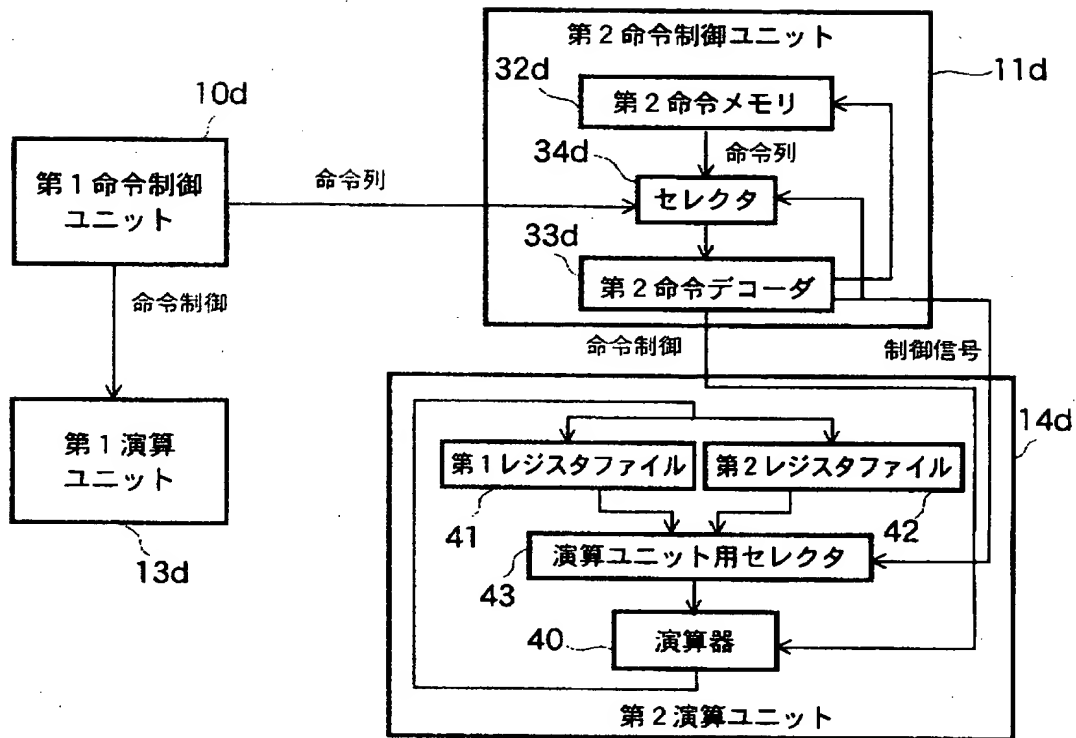 第2命令制御ユニット
11d
32d
第2命令メモリ
10d
命令列
34d
第1命令制御
ユニット
命令列
セレクタ
33d
第2命令デコーダ
命令制御
命令制御
制御信号
14d
第1演算
ユニット
第1レジスタファイル
第2レジスタファイル
41
42
13d
演算ユニット用セレクタ
43
40
演算器
第2演算ユニット